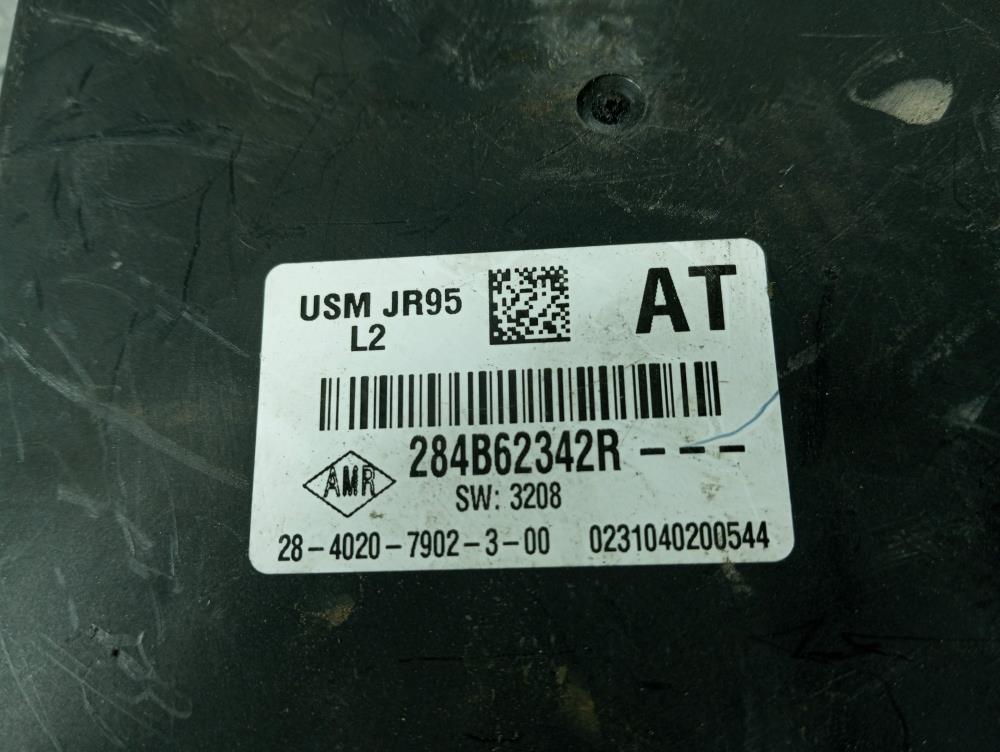 USM JR95
L2
AT
284B62342R---
AMR
SW: 3208
28-4020-7902-3-00 0231040200544